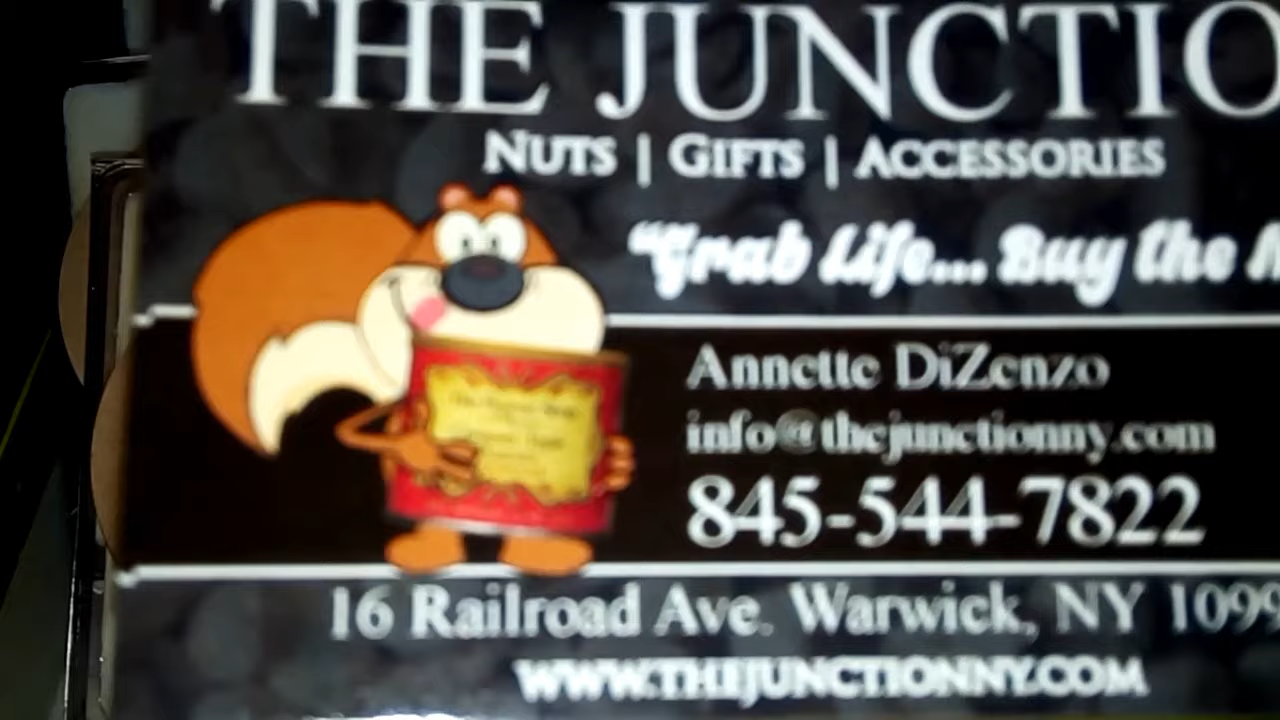 THE JUNCTIO
NUTS | GIFTS | ACCESSORIES
"Grab Life... Buy the
Annette DiZenzo
info@thejunctionny.com
845-544-7822
16 Railroad Ave. Warwick, NY 1099
WWW.THEJUNCTIONNY.COM